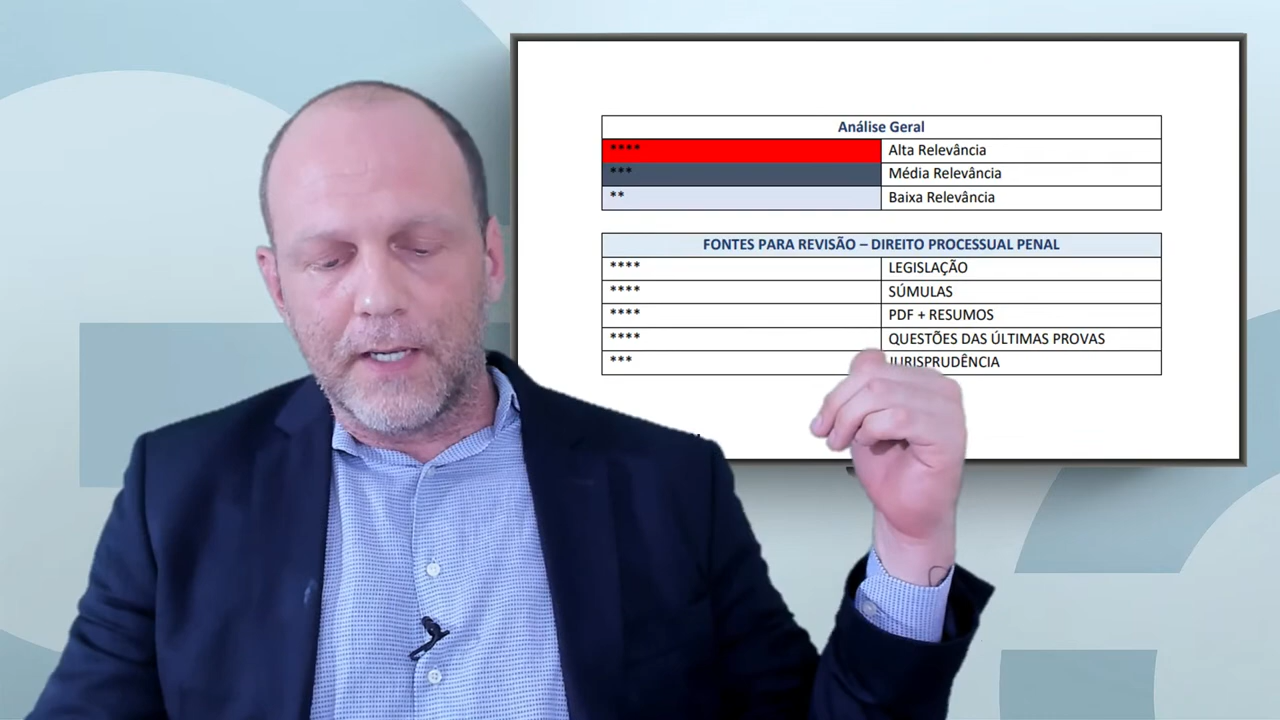 Análise Geral
**** Alta Relevância
*** Média Relevância
** Baixa Relevância
FONTES PARA REVISÃO – DIREITO PROCESSUAL PENAL
**** LEGISLAÇÃO
**** SÚMULAS
**** PDF + RESUMOS
**** QUESTÕES DAS ÚLTIMAS PROVAS
*** JURISPRUDÊNCIA